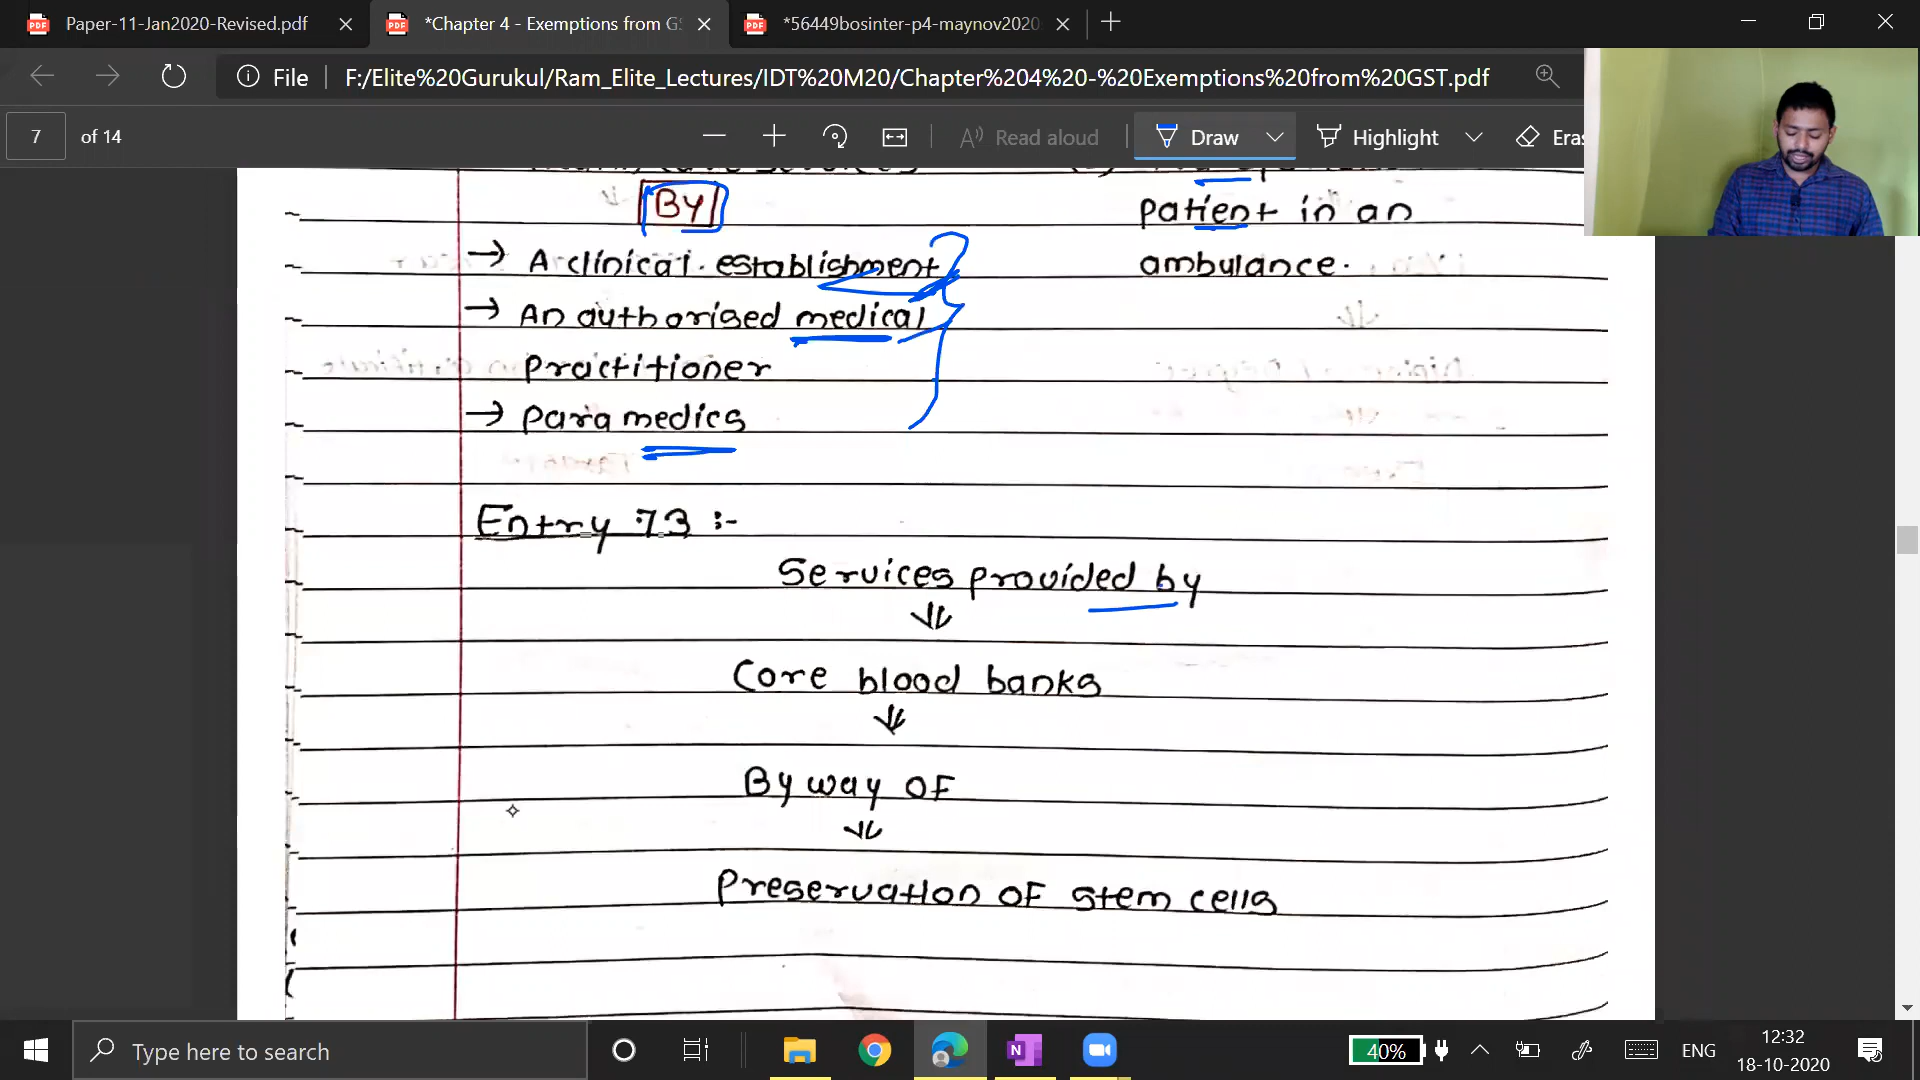 Paper-11-Jan2020-Revised.pdf
*Chapter 4 - Exemptions from GS
*56449bosinter-p4-maynov2020
File
F:/Elite%20Gurukul/Ram_Elite_Lectures/IDT%20M20/Chapter%204%20-%20Exemptions%20from%20GST.pdf
7 of 14
Read aloud
Draw
Highlight
Eras
By
patient in an
→ A clinical establishment
ambulance.
→ An authorised medical
practitioner
→ Para medics
Entry 73 :-
Services provided by
Core blood banks
By way of
Preservation of stem cells
Type here to search
40%
ENG
12:32
18-10-2020